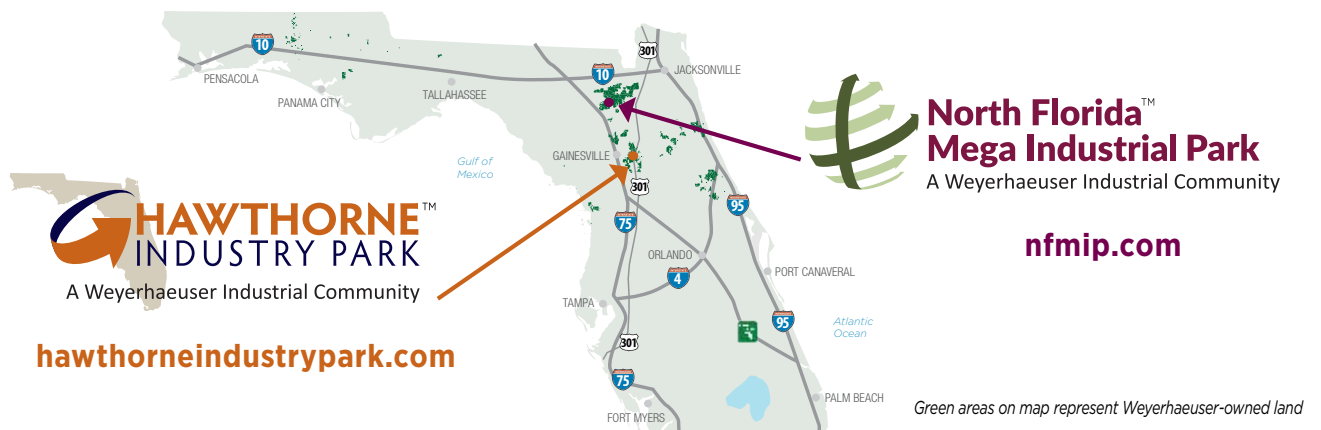 10
PENSACOLA
PANAMA CITY
TALLAHASSEE
301
10
JACKSONVILLE
GAINESVILLE
Gulf of
Mexico
301
75
95
ORLANDO
4
PORT CANAVERAL
TAMPA
301
95
Atlantic
Ocean
75
FORT MYERS
PALM BEACH
HAWTHORNE™
INDUSTRY PARK
A Weyerhaeuser Industrial Community
hawthorneindustrypark.com
North Florida™
Mega Industrial Park
A Weyerhaeuser Industrial Community
nfmip.com
Green areas on map represent Weyerhaeuser-owned land